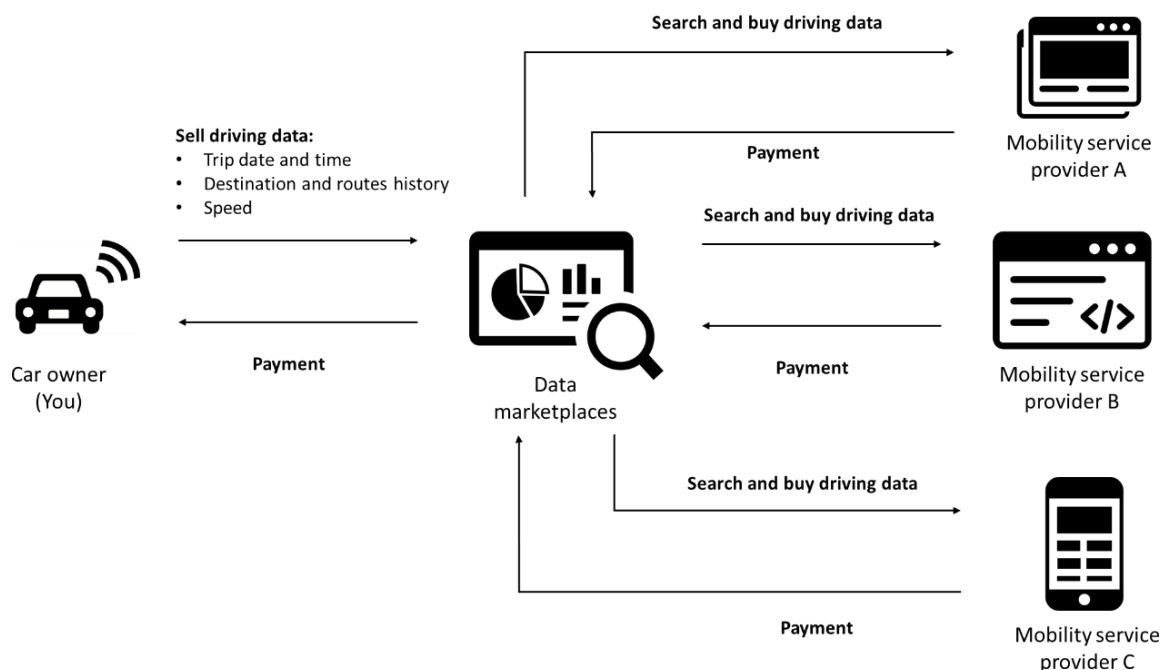 Search and buy driving data
Sell driving data:
• Trip date and time
• Destination and routes history
• Speed
Payment
Mobility service
provider A
Search and buy driving data
</>
Payment
Payment
Car owner
(You)
Data
marketplaces
Mobility service
provider B
Search and buy driving data
Payment
Mobility service
provider C